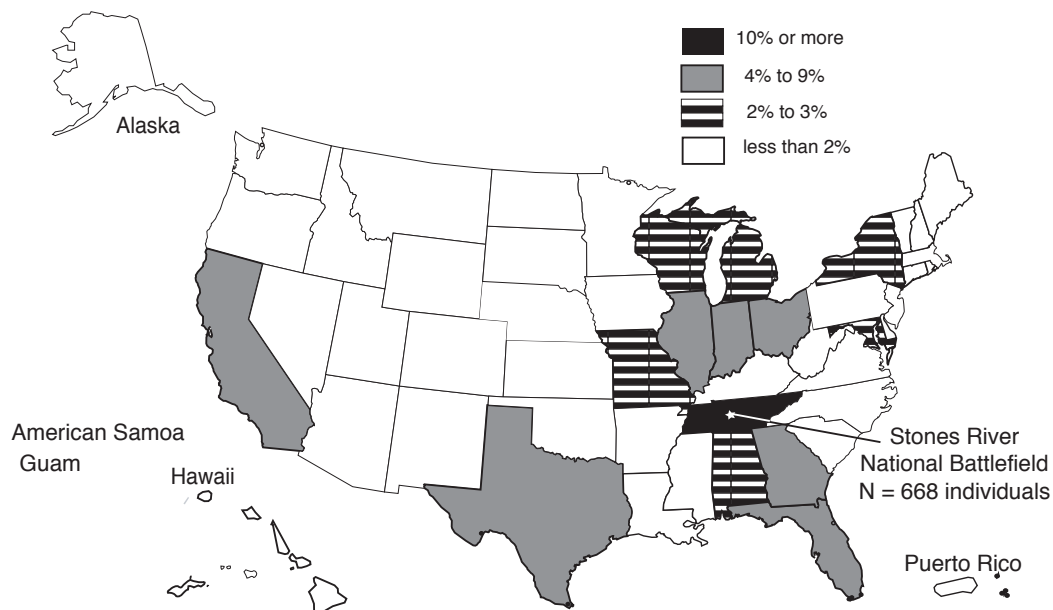 10% or more
4% to 9%
2% to 3%
less than 2%
Alaska
American Samoa
Guam
Hawaii
Stones River
National Battlefield
N = 668 individuals
Puerto Rico